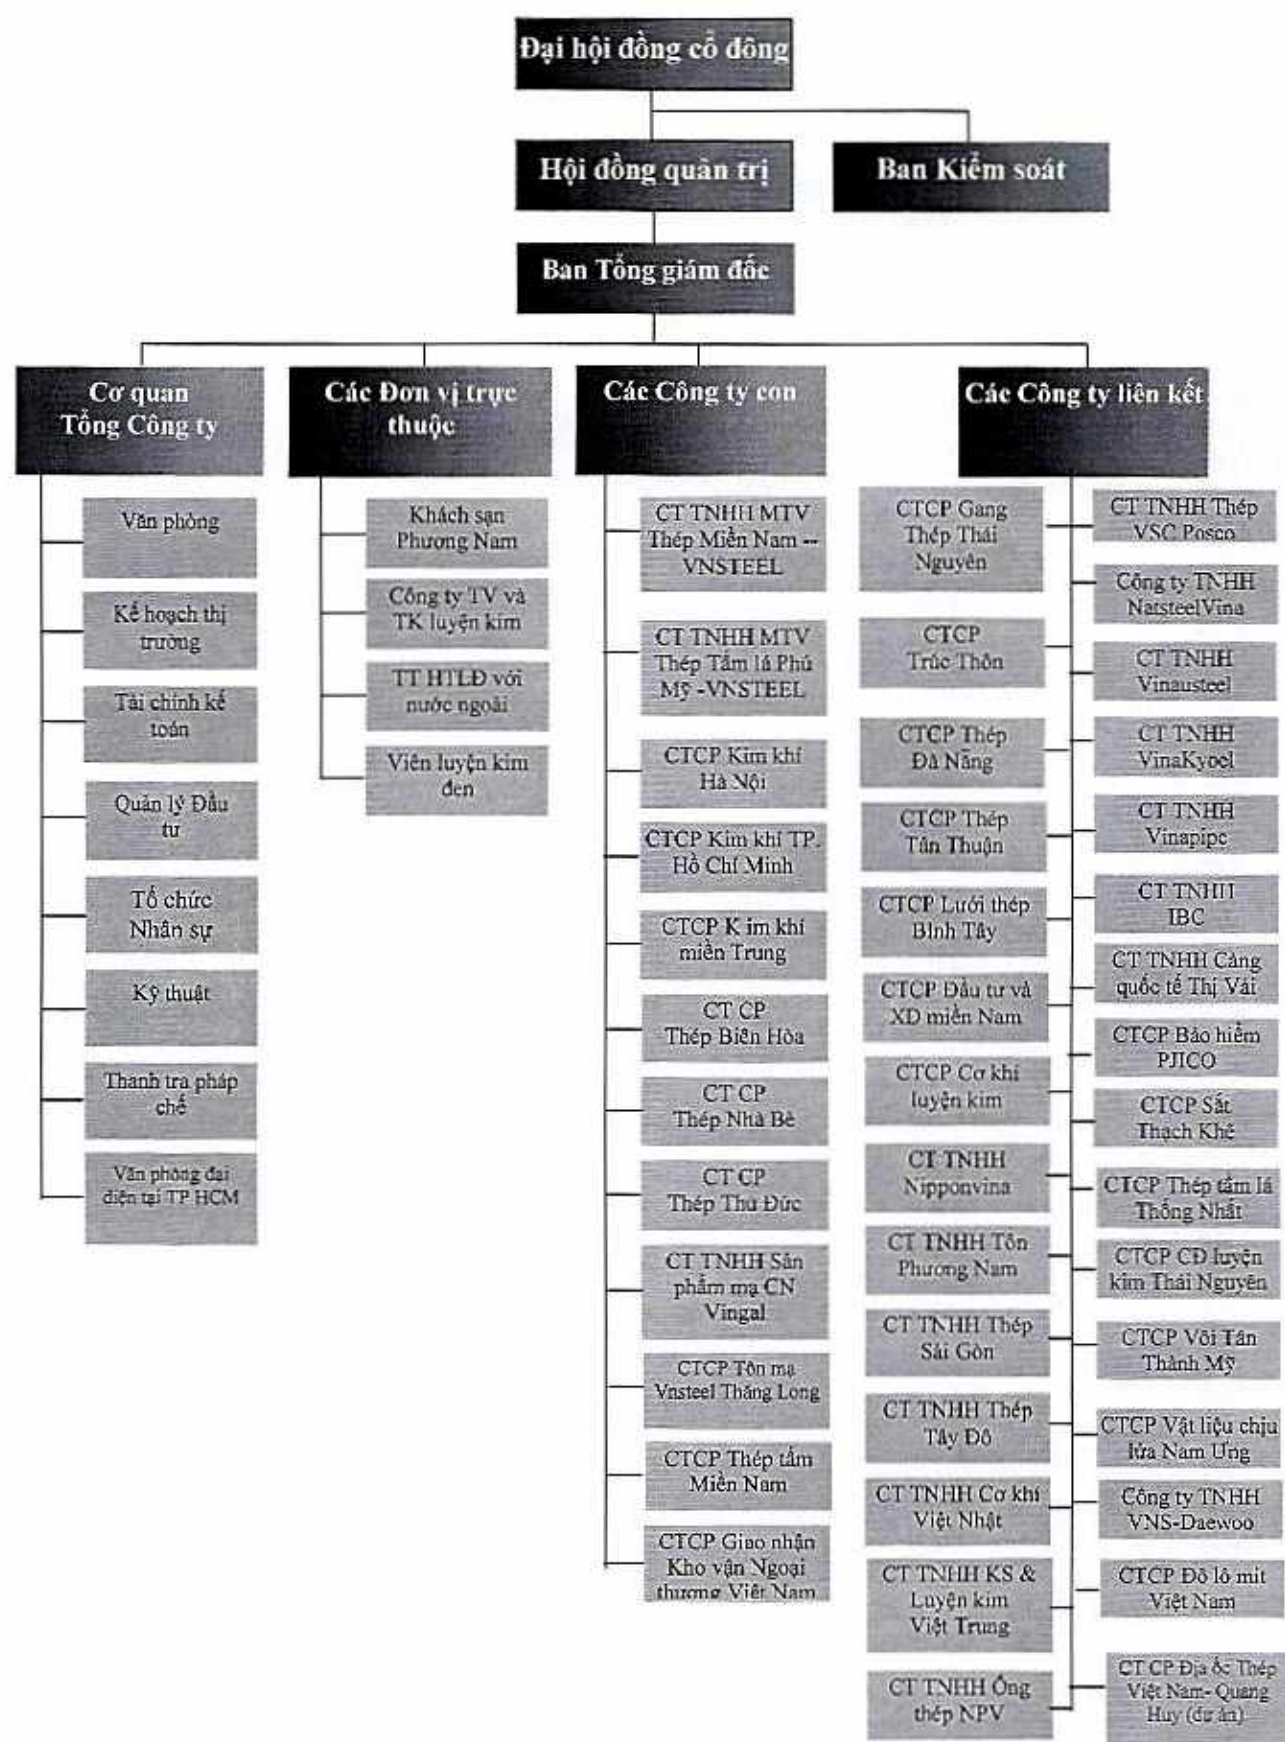 Đại hội đồng cổ đông
Hội đồng quản trị
Ban Kiểm soát
Ban Tổng giám đốc
Cơ quan
Tổng Công ty
Văn phòng
Kế hoạch thị
trường
Tài chính kế
toán
Quản lý Đầu
tư
Tổ chức
Nhân sự
Kỹ thuật
Thanh tra pháp
chế
Văn phòng đại
diện tại TP HCM
Các Đơn vị trực
thuộc
Khách sạn
Phương Nam
Công ty TV và
TK luyện kim
TT HTLĐ với
nước ngoài
Viên luyện kim
đen
Các Công ty con
CT TNHH MTV
Thép Miền Nam --
VNSTEEL
CT TNHH MTV
Thép Tấm lá Phú
Mỹ -VNSTEEL
CTCP Kim khí
Hà Nội
CTCP Kim khí TP.
Hồ Chí Minh
CTCP K im khí
miền Trung
CT CP
Thép Biên Hòa
CT CP
Thép Nhà Bè
CT CP
Thép Thủ Đức
CT TNHH Sản
phẩm mạ CN
Vingal
CTCP Tôn mạ
Vnsteel Thăng Long
CTCP Thép tấm
Miền Nam
CTCP Giao nhận
Kho vận Ngoại
thương Việt Nam
Các Công ty liên kết
CTCP Gang
Thép Thái
Nguyên
CTCP
Trúc Thôn
CTCP Thép
Đà Nẵng
CTCP Thép
Tân Thuận
CTCP Lưới thép
Bình Tây
CTCP Đầu tư và
XD miền Nam
CTCP Cơ khí
luyện kim
CT TNHH
Nipponvina
CT TNHH Tôn
Phương Nam
CT TNHH Thép
Sài Gòn
CT TNHH Thép
Tây Đô
CT TNHH Cơ khí
Việt Nhật
CT TNHH KS &
Luyện kim
Việt Trung
CT TNHH Ống
thép NPV
CT TNHH Thép
VSC Posco
Công ty TNHH
NatsteelVina
CT TNHH
Vinausteel
CT TNHH
VinaKyoei
CT TNHH
Vinapipe
CT TNHH
IBC
CT TNHH Cảng
quốc tế Thị Vải
CTCP Bảo hiểm
PJICO
CTCP Sắt
Thạch Khê
CTCP Thép tấm lá
Thống Nhất
CTCP CĐ luyện
kim Thái Nguyên
CTCP Vôi Tân
Thành Mỹ
CTCP Vật liệu chịu
lửa Nam Ưng
Công ty TNHH
VNS-Daewoo
CTCP Đô lô mit
Việt Nam
CT CP Địa ốc Thép
Việt Nam- Quang
Huy (dự án)